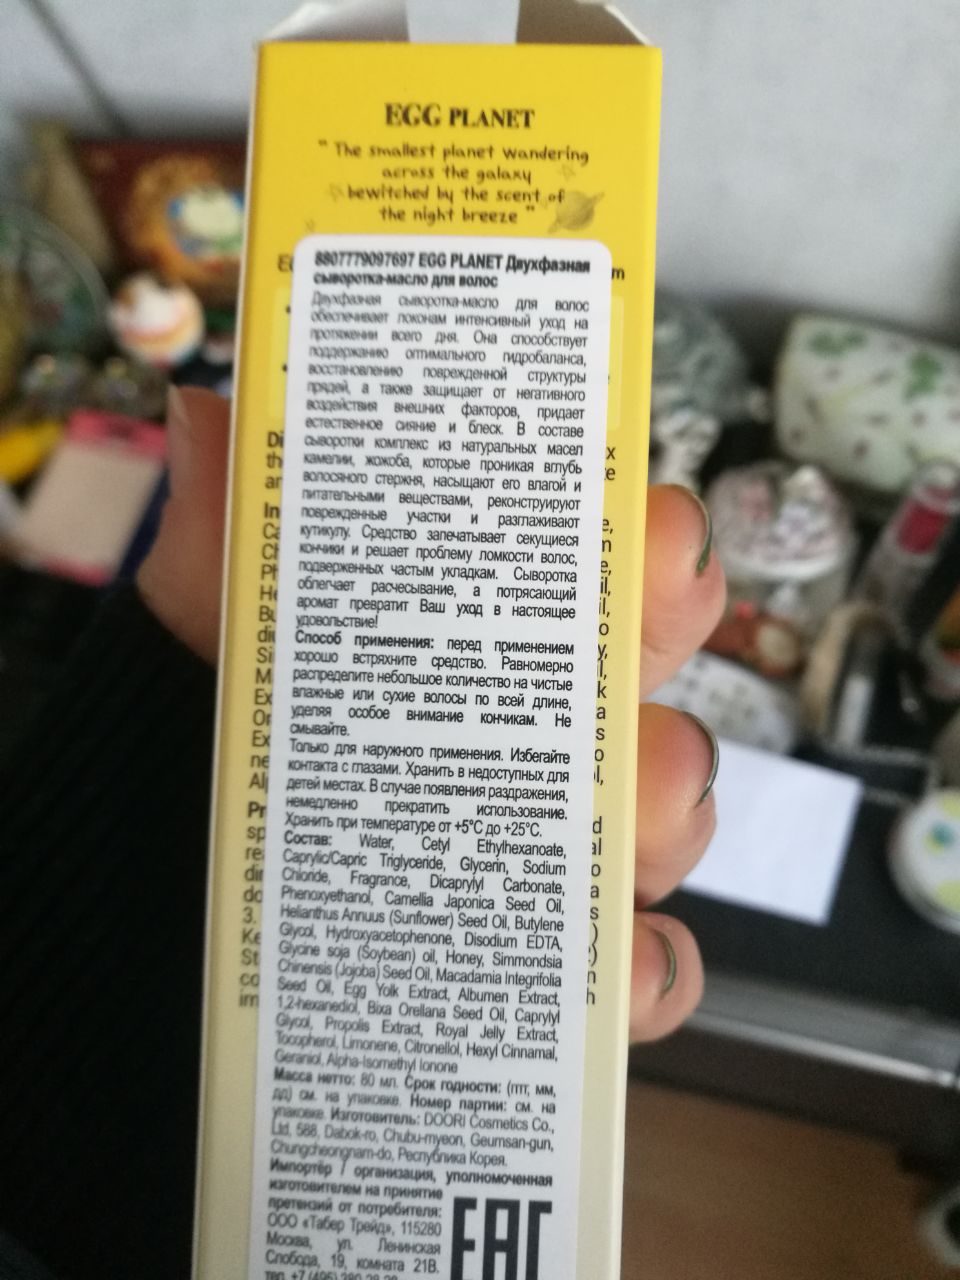 EGG PLANET
" The smallest planet wandering
across the galaxy
bewitched by the scent of
the night breeze "
8807779097697 EGG PLANET Двухфазная
сыворотка-масло для волос
Двухфазная сыворотка-масло для волос
обеспечивает локонам интенсивный уход на
протяжении всего дня. Она способствует
поддержанию оптимального гидробаланса,
восстановлению поврежденной структуры
прядей, а также защищает от негативного
воздействия внешних факторов, придает
естественное сияние и блеск. В составе
сыворотки комплекс из натуральных масел
камелии, жожоба, которые проникая вглубь
волосяного стержня, насыщают его влагой и
питательными веществами, реконструируют
поврежденные участки и разглаживают
кутикулу. Средство запечатывает секущиеся
кончики и решает проблему ломкости волос,
подверженных частым укладкам. Сыворотка
облегчает расчесывание, а потрясающий
аромат превратит Ваш уход в настоящее
удовольствие!
Способ применения: перед применением
хорошо встряхните средство. Равномерно
распределите небольшое количество на чистые
влажные или сухие волосы по всей длине,
уделяя особое внимание кончикам. Не
смывайте.
Только для наружного применения. Избегайте
контакта с глазами. Хранить в недоступных для
детей местах. В случае появления раздражения,
немедленно прекратить использование.
Хранить при температуре от +5°C до +25°C.
Состав: Water, Cetyl Ethylhexanoate,
Caprylic/Capric Triglyceride, Glycerin, Sodium
Chloride, Fragrance, Dicaprylyl Carbonate,
Phenoxyethanol, Camellia Japonica Seed Oil,
Helianthus Annuus (Sunflower) Seed Oil, Butylene
Glycol, Hydroxyacetophenone, Disodium EDTA,
Glycine soja (Soybean) oil, Honey, Simmondsia
Chinensis (Jojoba) Seed Oil, Macadamia Integrifolia
Seed Oil, Egg Yolk Extract, Albumen Extract,
1,2-hexanediol, Bixa Orellana Seed Oil, Caprylyl
Glycol, Propolis Extract, Royal Jelly Extract,
Tocopherol, Limonene, Citronellol, Hexyl Cinnamal,
Geraniol, Alpha-Isomethyl Ionone
Масса нетто: 80 мл. Срок годности: (гггг, мм,
дд) см. на упаковке. Номер партии: см. на
упаковке. Изготовитель: DOORI Cosmetics Co.,
Ltd, 588, Dabok-ro, Chubu-myeon, Geumsan-gun,
Chungcheongnam-do, Республика Корея.
Импортёр / организация, уполномоченная
изготовителем на принятие
претензий от потребителя:
ООО «Табер Трейд», 115280
Москва, ул. Ленинская
Слобода, 19, комната 21В.
тел. +7 (495)
EAC